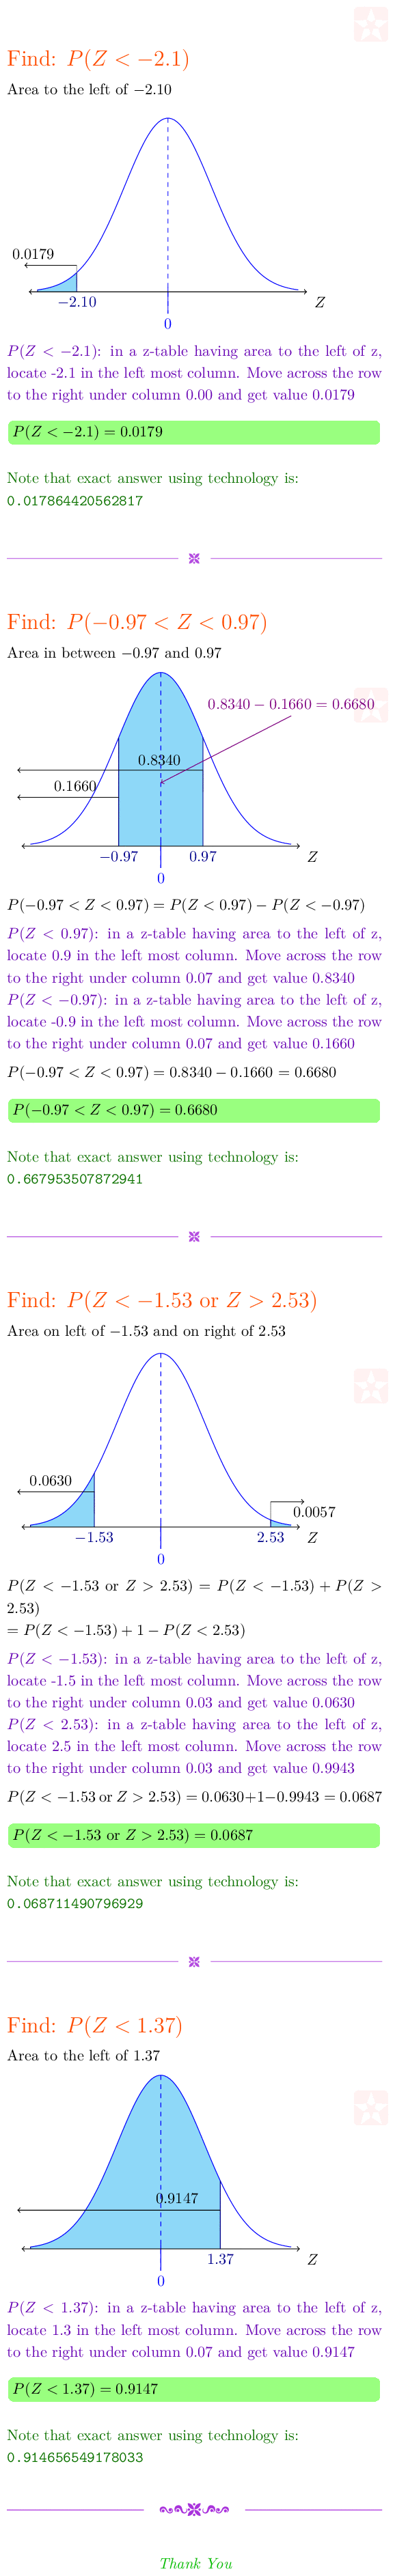 Find: P(Z < −2.1)
Area to the left of −2.10
0.0179
−2.10
Z
0
P(Z < −2.1): in a z-table having area to the left of z,
locate -2.1 in the left most column. Move across the row
to the right under column 0.00 and get value 0.0179
P(Z < −2.1) = 0.0179
Note that exact answer using technology is:
0.017864420562817
Find: P(−0.97 < Z < 0.97)
Area in between −0.97 and 0.97
0.8340 − 0.1660 = 0.6680
0.8340
0.1660
−0.97
0.97
Z
0
P(−0.97 < Z < 0.97) = P(Z < 0.97) − P(Z < −0.97)
P(Z < 0.97): in a z-table having area to the left of z,
locate 0.9 in the left most column. Move across the row
to the right under column 0.07 and get value 0.8340
P(Z < −0.97): in a z-table having area to the left of z,
locate -0.9 in the left most column. Move across the row
to the right under column 0.07 and get value 0.1660
P(−0.97 < Z < 0.97) = 0.8340 − 0.1660 = 0.6680
P(−0.97 < Z < 0.97) = 0.6680
Note that exact answer using technology is:
0.667953507872941
Find: P(Z < −1.53 or Z > 2.53)
Area on left of −1.53 and on right of 2.53
0.0630
0.0057
−1.53
2.53
Z
0
P(Z < −1.53 or Z > 2.53) = P(Z < −1.53) + P(Z >
2.53)
= P(Z < −1.53) + 1 − P(Z < 2.53)
P(Z < −1.53): in a z-table having area to the left of z,
locate -1.5 in the left most column. Move across the row
to the right under column 0.03 and get value 0.0630
P(Z < 2.53): in a z-table having area to the left of z,
locate 2.5 in the left most column. Move across the row
to the right under column 0.03 and get value 0.9943
P(Z < −1.53 or Z > 2.53) = 0.0630+1−0.9943 = 0.0687
P(Z < −1.53 or Z > 2.53) = 0.0687
Note that exact answer using technology is:
0.068711490796929
Find: P(Z < 1.37)
Area to the left of 1.37
0.9147
1.37
Z
0
P(Z < 1.37): in a z-table having area to the left of z,
locate 1.3 in the left most column. Move across the row
to the right under column 0.07 and get value 0.9147
P(Z < 1.37) = 0.9147
Note that exact answer using technology is:
0.914656549178033
Thank You